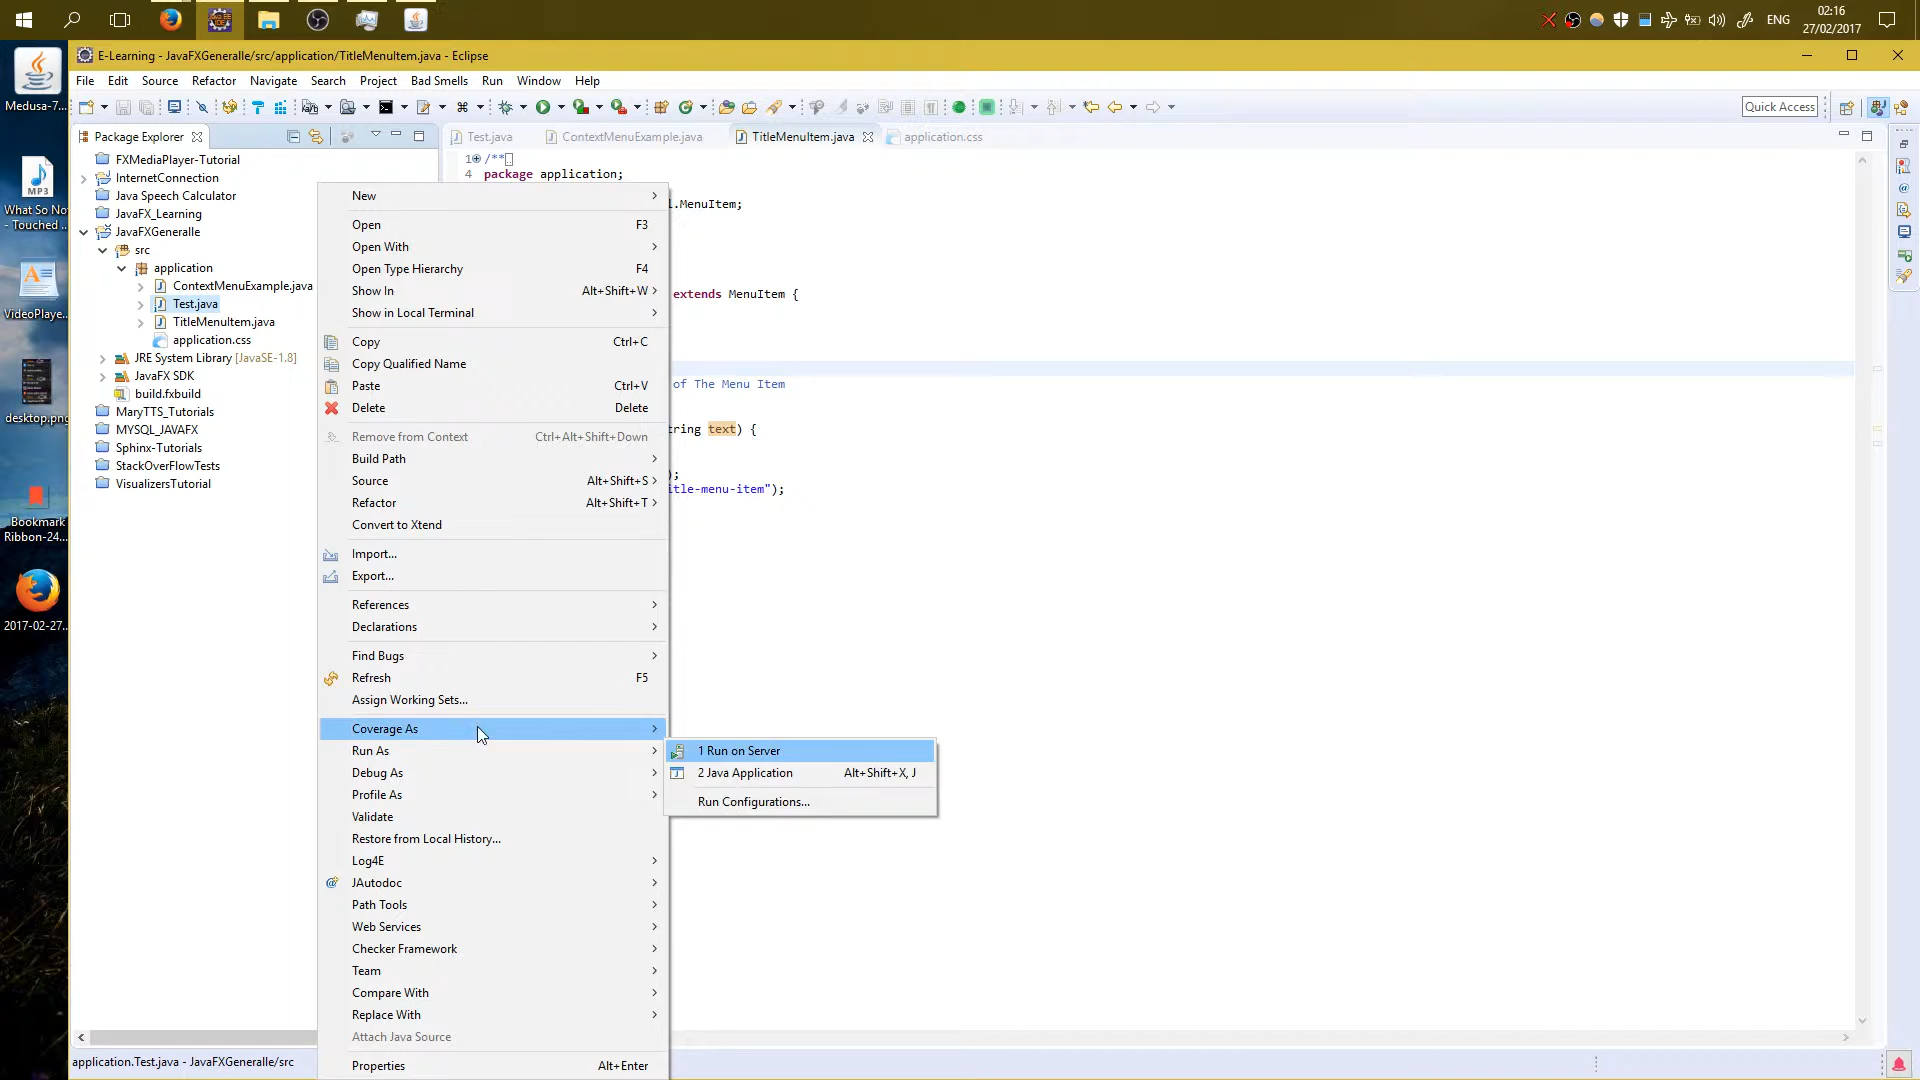 ENG
02:16
27/02/2017
E-Learning - JavaFXGeneralle/src/application/TitleMenuItem.java - Eclipse
File Edit Source Refactor Navigate Search Project Bad Smells Run Window Help
Quick Access
Package Explorer
Test.java
ContextMenuExample.java
TitleMenuItem.java
application.css
Medusa-7...
MP3
What So No
- Touched ...
VideoPlaye...
desktop.png
Bookmark
Ribbon-24...
2017-02-27...
FXMediaPlayer-Tutorial
InternetConnection
Java Speech Calculator
JavaFX_Learning
JavaFXGeneralle
src
application
ContextMenuExample.java
Test.java
TitleMenuItem.java
application.css
JRE System Library [JavaSE-1.8]
JavaFX SDK
build.fxbuild
MaryTTS_Tutorials
MYSQL_JAVAFX
Sphinx-Tutorials
StackOverFlowTests
VisualizersTutorial
1 /**
4 package application;
l.MenuItem;
extends MenuItem {
of The Menu Item
tring text) {
);
itle-menu-item");
New
Open F3
Open With
Open Type Hierarchy F4
Show In Alt+Shift+W
Show in Local Terminal
Copy Ctrl+C
Copy Qualified Name
Paste Ctrl+V
Delete Delete
Remove from Context Ctrl+Alt+Shift+Down
Build Path
Source Alt+Shift+S
Refactor Alt+Shift+T
Convert to Xtend
Import...
Export...
References
Declarations
Find Bugs
Refresh F5
Assign Working Sets...
Coverage As
Run As
Debug As
Profile As
Validate
Restore from Local History...
Log4E
JAutodoc
Path Tools
Web Services
Checker Framework
Team
Compare With
Replace With
Attach Java Source
Properties Alt+Enter
1 Run on Server
2 Java Application Alt+Shift+X, J
Run Configurations...
application.Test.java - JavaFXGeneralle/src